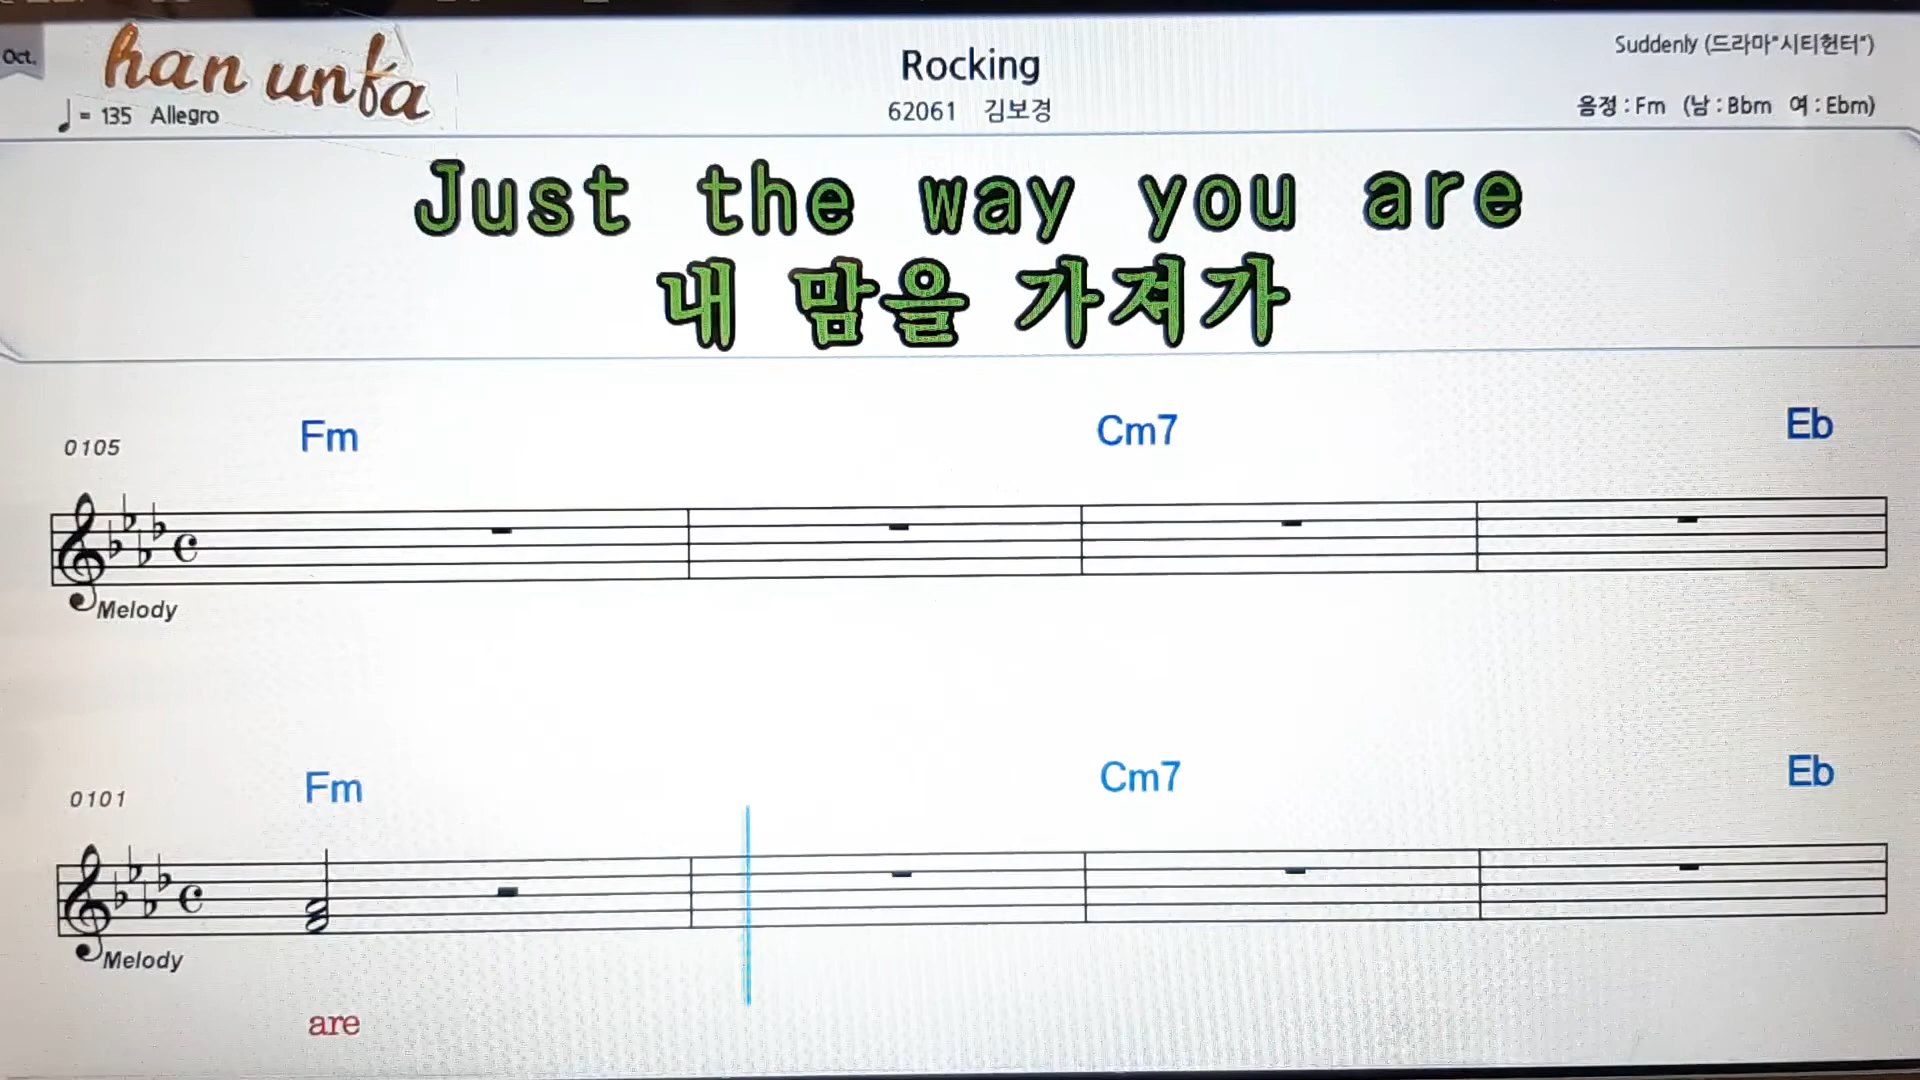 Oct.
han unfa
Rocking
Suddenly (드라마"시티헌터")
♩ = 135 Allegro
62061 김보경
음정 : Fm (남 : Bbm 여 : Ebm)
Just the way you are
내 맘을 가져가
0105 Fm Cm7 Eb
Melody
0101 Fm Cm7 Eb
Melody
are